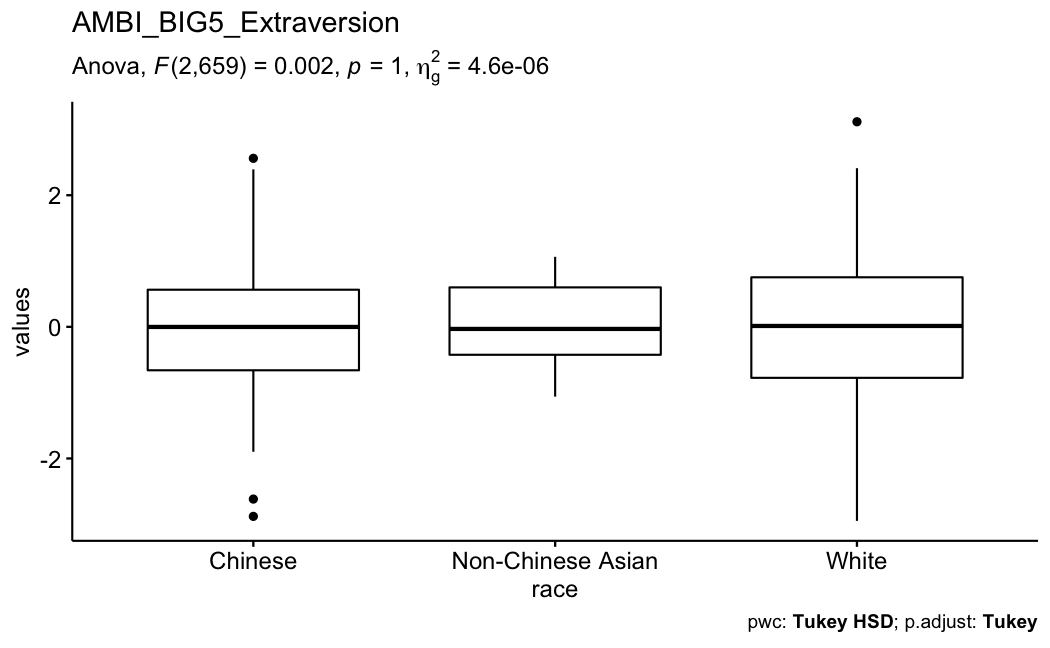 AMBI_BIG5_Extraversion
Anova, F(2,659) = 0.002, p = 1, η²g = 4.6e-06
2
0
-2
values
Chinese Non-Chinese Asian White
race
pwc: Tukey HSD; p.adjust: Tukey